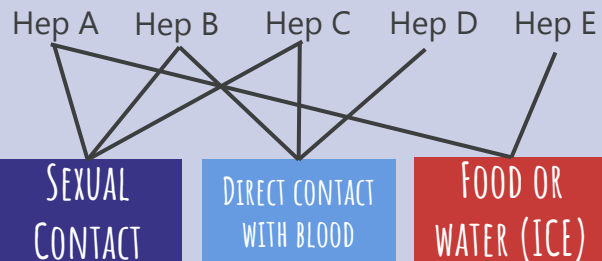 Hep A Hep B Hep C Hep D Hep E
SEXUAL
CONTACT
DIRECT CONTACT
WITH BLOOD
FOOD OR
WATER (ICE)